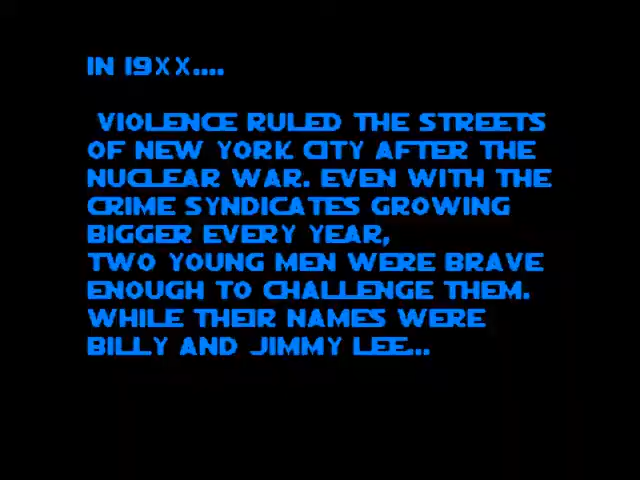 IN 19XX....
VIOLENCE RULED THE STREETS
OF NEW YORK CITY AFTER THE
NUCLEAR WAR. EVEN WITH THE
CRIME SYNDICATES GROWING
BIGGER EVERY YEAR,
TWO YOUNG MEN WERE BRAVE
ENOUGH TO CHALLENGE THEM.
WHILE THEIR NAMES WERE
BILLY AND JIMMY LEE...